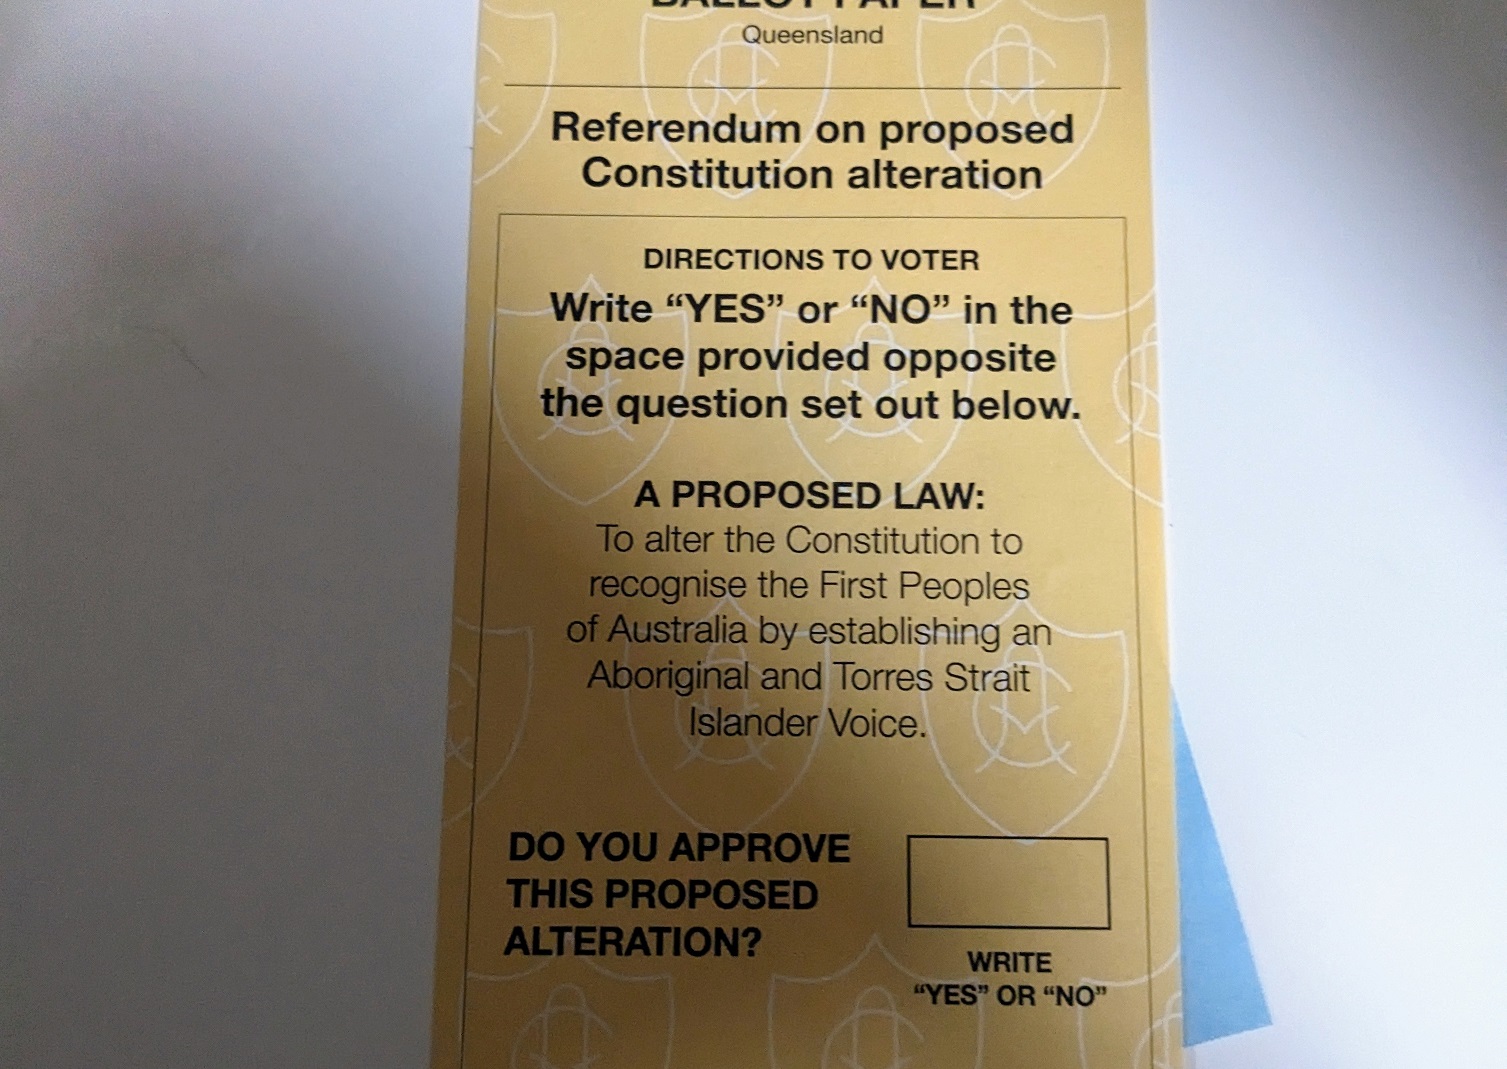 BALLOT PAPER
Queensland
Referendum on proposed
Constitution alteration
DIRECTIONS TO VOTER
Write “YES” or “NO” in the
space provided opposite
the question set out below.
A PROPOSED LAW:
To alter the Constitution to
recognise the First Peoples
of Australia by establishing an
Aboriginal and Torres Strait
Islander Voice.
DO YOU APPROVE
THIS PROPOSED
ALTERATION?
WRITE
“YES” OR “NO”